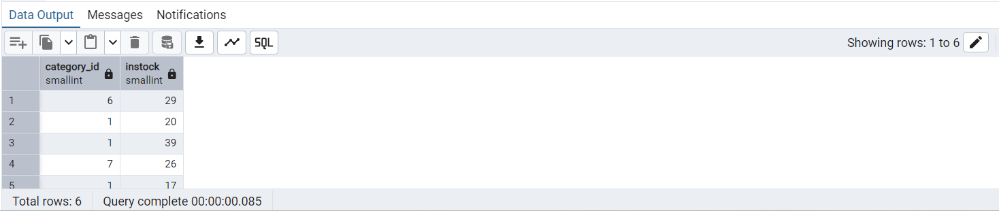 Data Output Messages Notifications
SQL Showing rows: 1 to 6
category_id instock
smallint smallint
1 6 29
2 1 20
3 1 39
4 7 26
5 1 17
Total rows: 6 Query complete 00:00:00.085